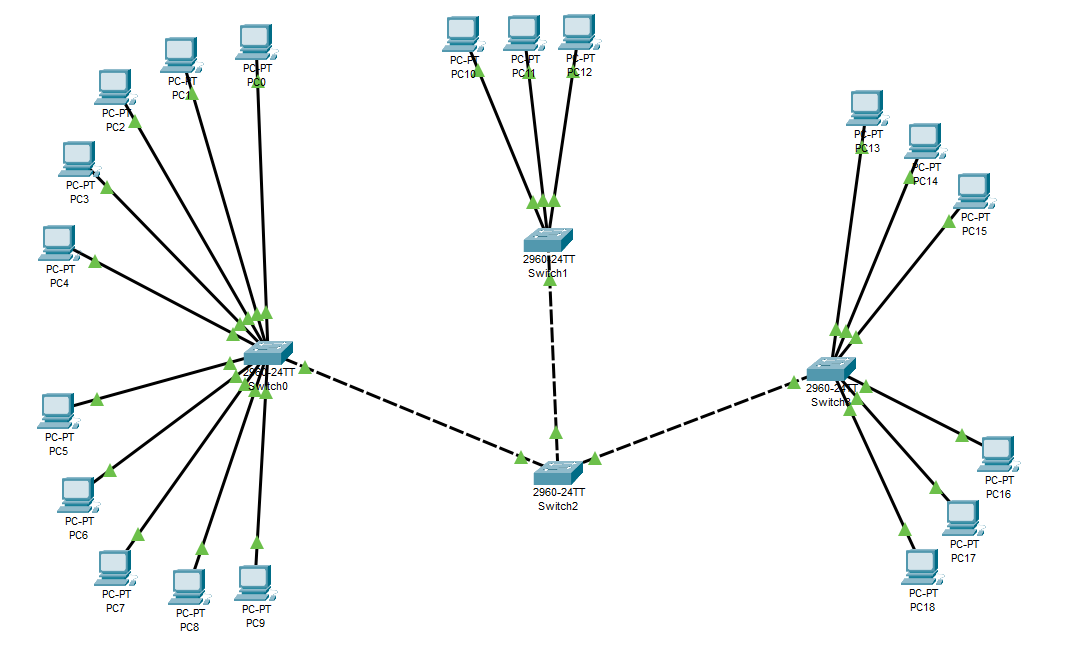 PC-PT
PC0
PC-PT
PC1
PC-PT
PC2
PC-PT
PC3
PC-PT
PC4
PC-PT
PC5
PC-PT
PC6
PC-PT
PC7
PC-PT
PC8
PC-PT
PC9
2960-24TT
Switch0
PC-PT
PC10
PC-PT
PC11
PC-PT
PC12
2960-24TT
Switch1
2960-24TT
Switch2
PC-PT
PC13
PC-PT
PC14
PC-PT
PC15
2960-24TT
Switch3
PC-PT
PC16
PC-PT
PC17
PC-PT
PC18